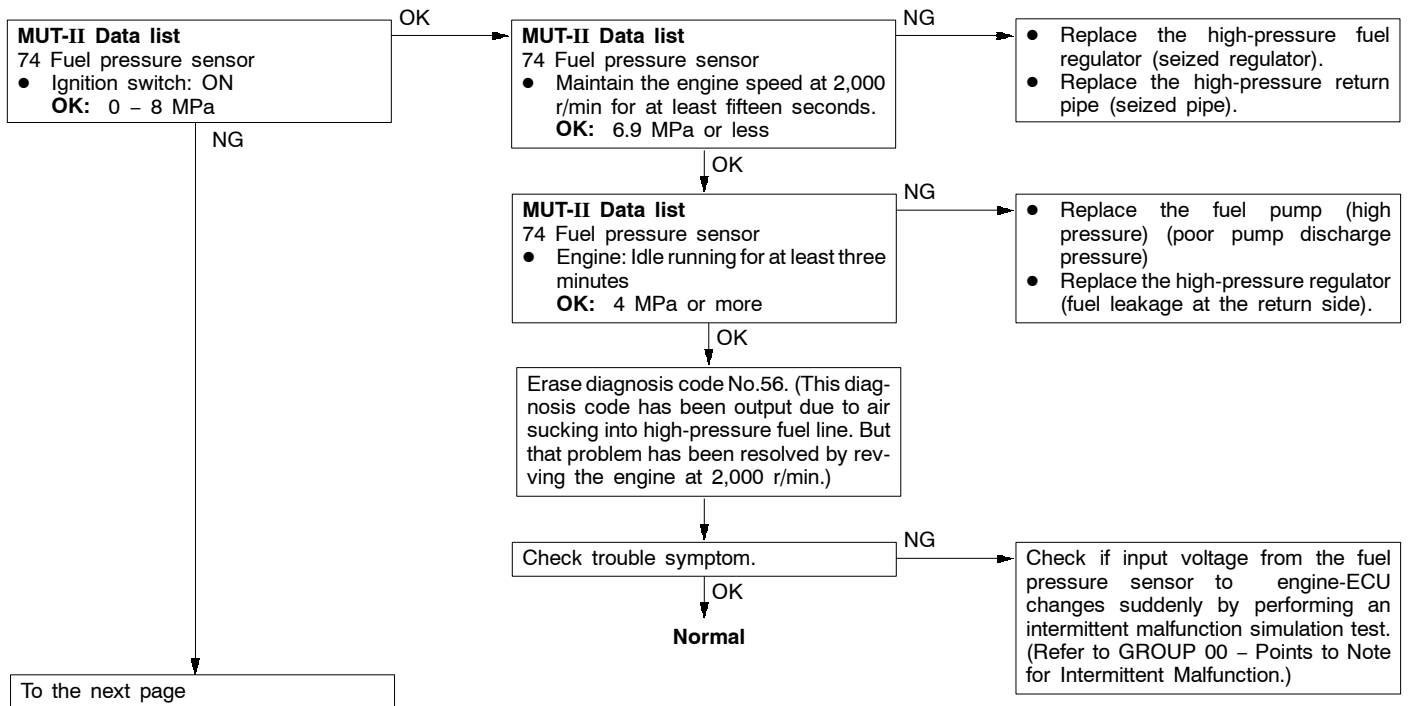 OK
MUT-II Data list
74 Fuel pressure sensor
● Ignition switch: ON
OK: 0 – 8 MPa
NG
MUT-II Data list
74 Fuel pressure sensor
● Maintain the engine speed at 2,000
r/min for at least fifteen seconds.
OK: 6.9 MPa or less
NG
● Replace the high-pressure fuel
regulator (seized regulator).
● Replace the high-pressure return
pipe (seized pipe).
OK
MUT-II Data list
74 Fuel pressure sensor
● Engine: Idle running for at least three
minutes
OK: 4 MPa or more
NG
● Replace the fuel pump (high
pressure) (poor pump discharge
pressure)
● Replace the high-pressure regulator
(fuel leakage at the return side).
OK
Erase diagnosis code No.56. (This diag-
nosis code has been output due to air
sucking into high-pressure fuel line. But
that problem has been resolved by rev-
ving the engine at 2,000 r/min.)
Check trouble symptom.
NG
OK
Normal
Check if input voltage from the fuel
pressure sensor to engine-ECU
changes suddenly by performing an
intermittent malfunction simulation test.
(Refer to GROUP 00 – Points to Note
for Intermittent Malfunction.)
To the next page